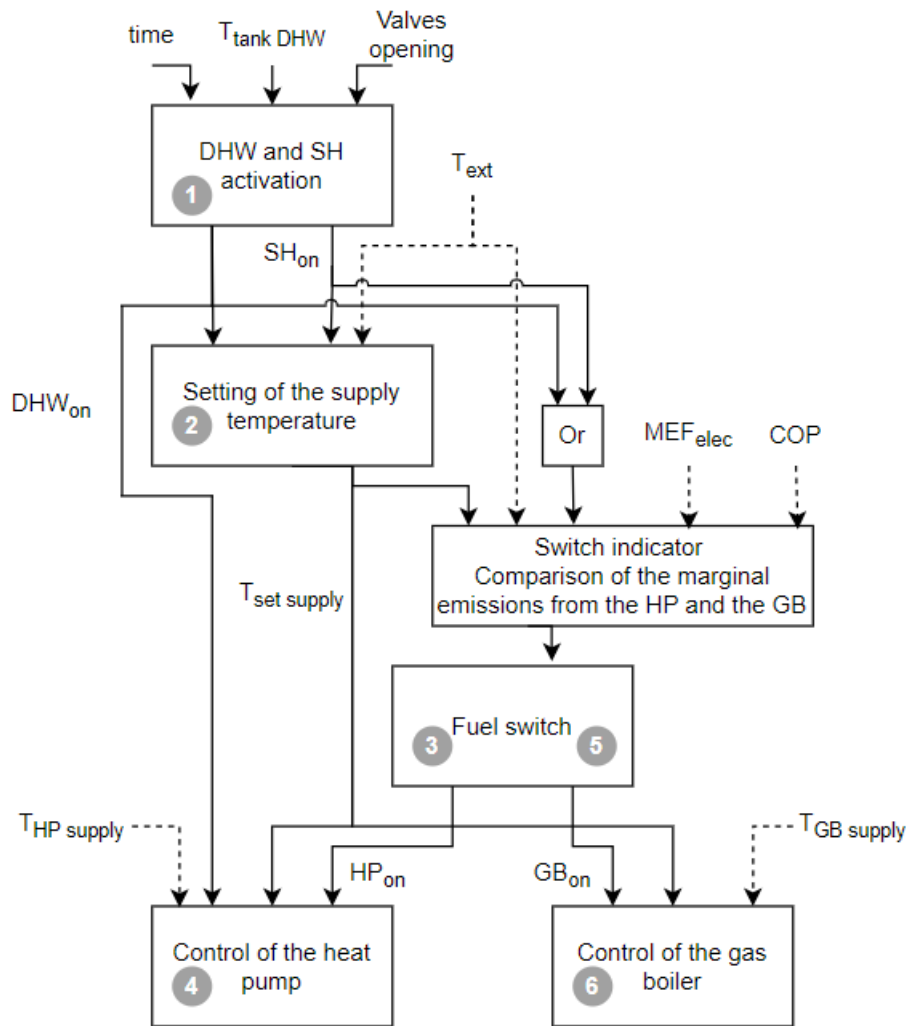 time
T tank DHW
Valves
opening
DHW and SH
activation
1
T ext
SH on
Setting of the supply
temperature
2
DHW on
Or
MEF elec
COP
Switch indicator
Comparison of the marginal
emissions from the HP and the GB
T set supply
Fuel switch
3
5
T HP supply
T GB supply
HP on
GB on
Control of the heat
pump
4
Control of the gas
boiler
6